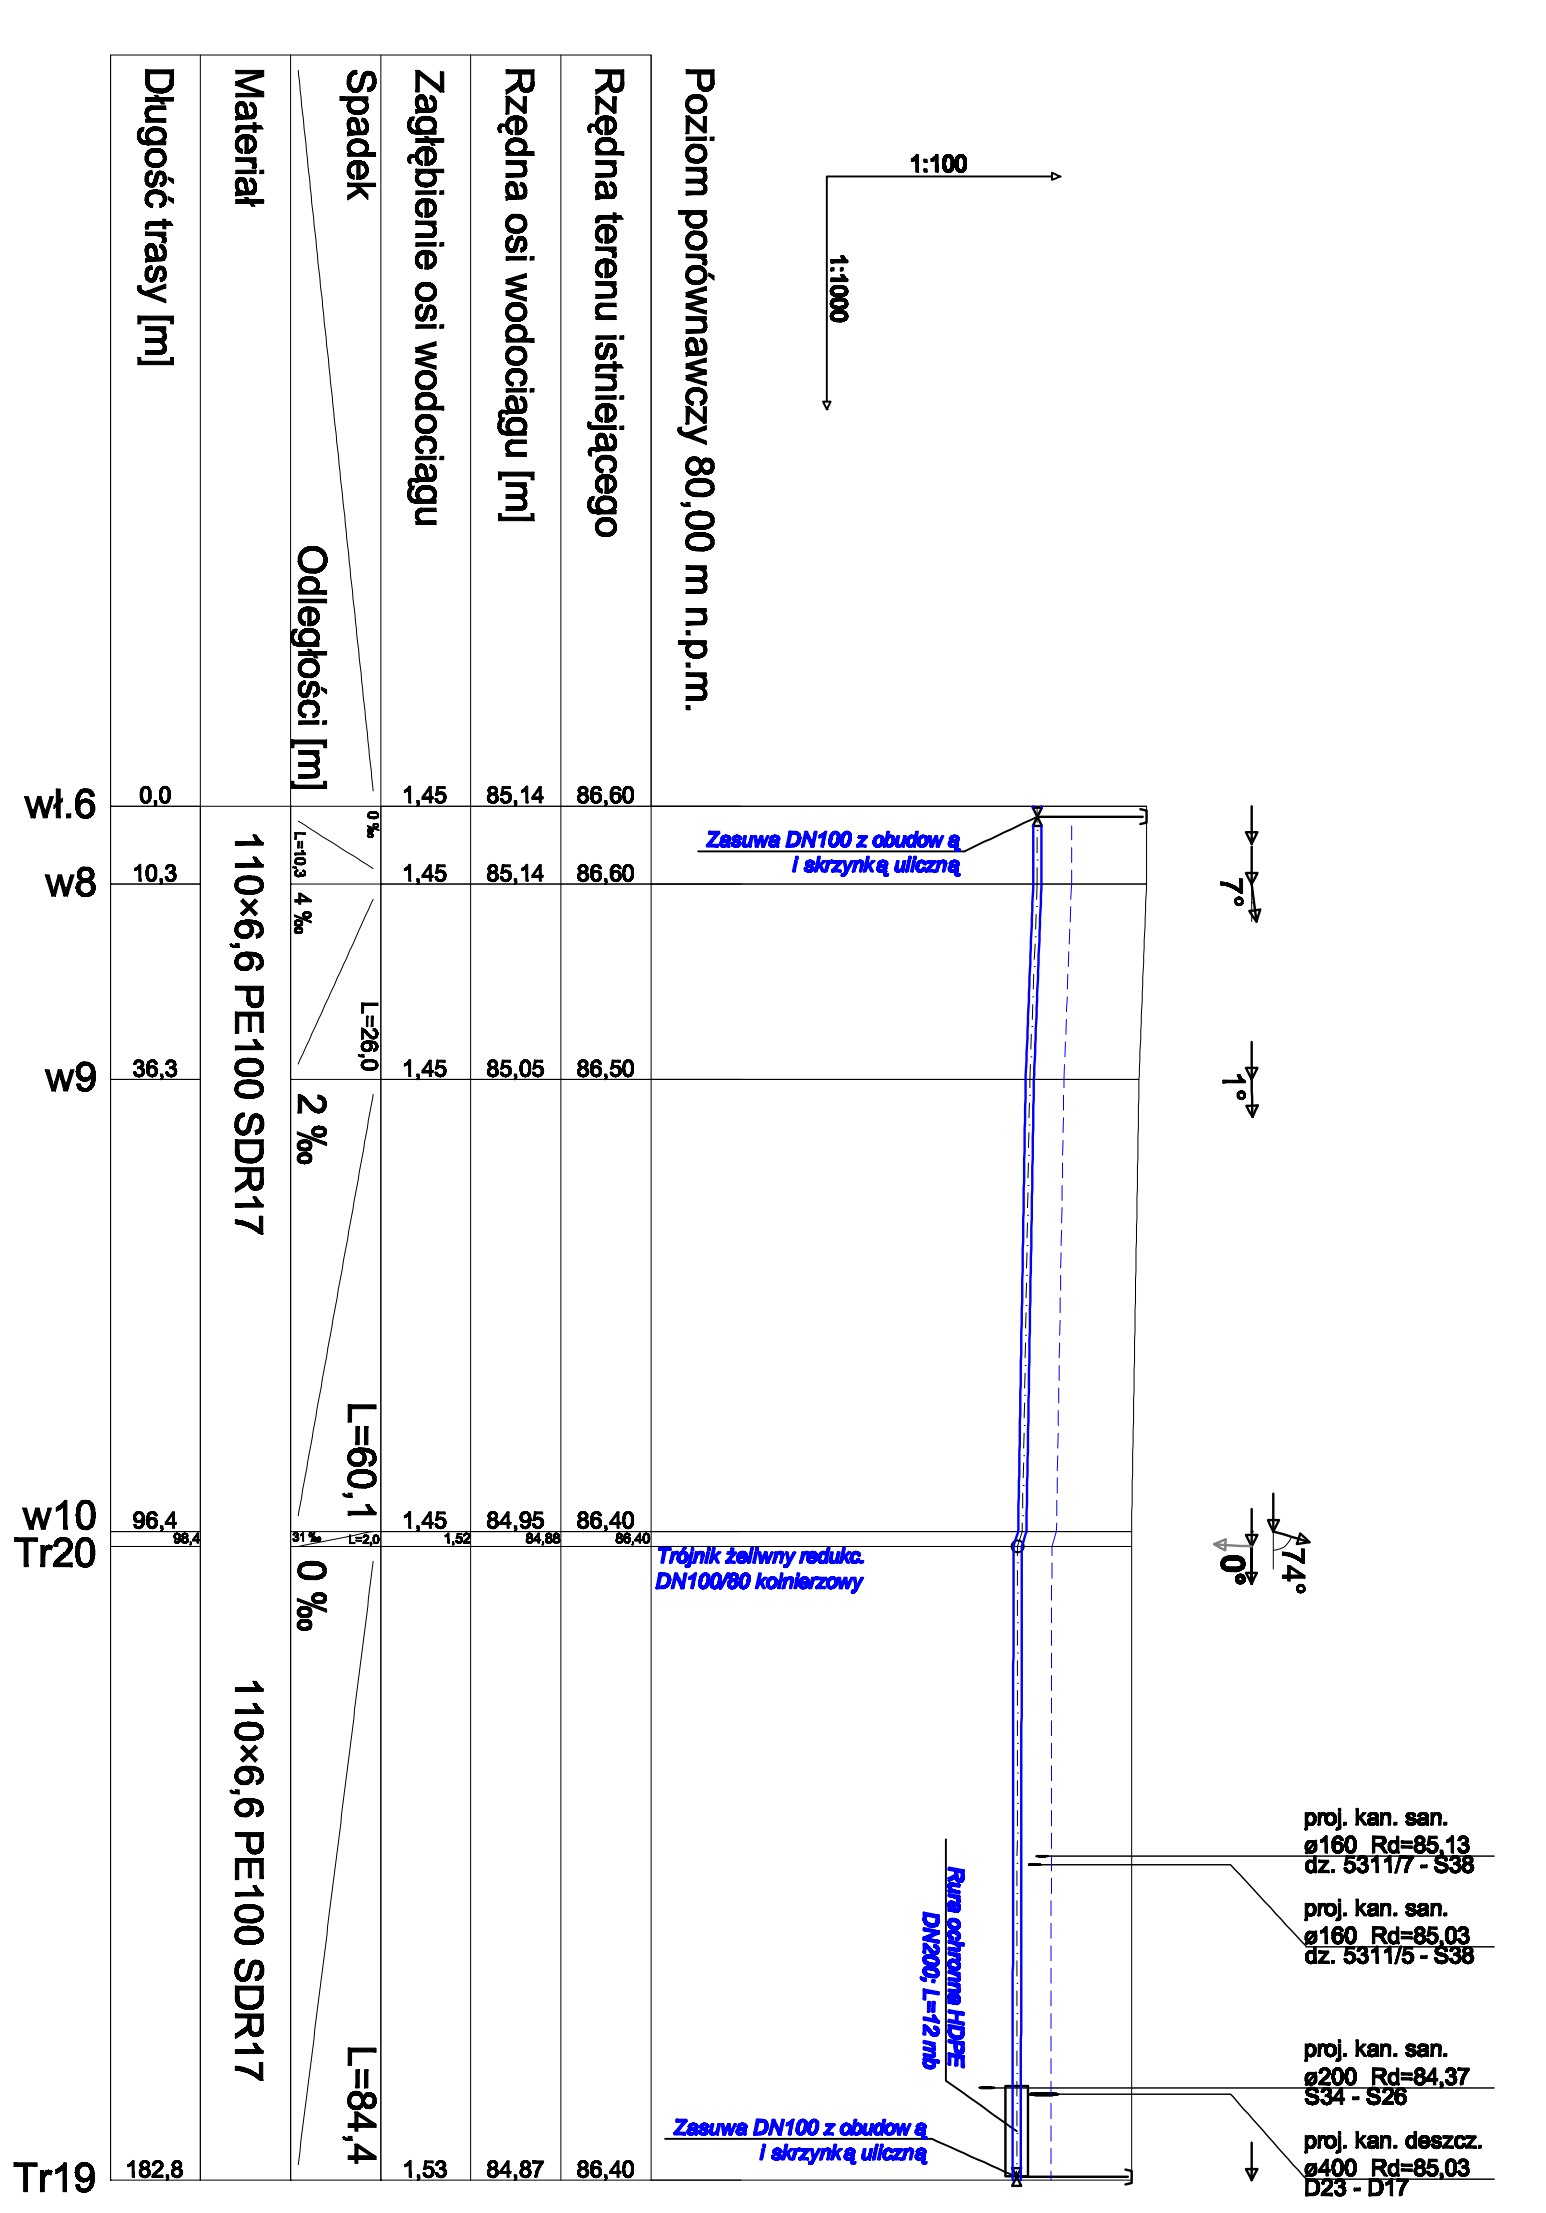 Poziom porównawczy 80,00 m n.p.m.
1:100
1:1000
Rzędna terenu istniejącego
Rzędna osi wodociągu [m]
Zagłębienie osi wodociągu
Spadek
Odległości [m]
Materiał
Długość trasy [m]
wł.6
0,0
1,45
85,14
86,60
0 ‰
L=10,3
Zasuwa DN100 z obudow ą
i skrzynką uliczną
w8
10,3
1,45
85,14
86,60
7°
4 ‰
L=26,0
110×6,6 PE100 SDR17
w9
36,3
1,45
85,05
86,50
1°
2 ‰
L=60,1
w10
96,4
1,45
84,95
86,40
74°
31 ‰
L=2,0
Tr20
98,4
1,52
84,88
86,40
0°
Trójnik żeliwny redukc.
DN100/80 kołnierzowy
0 ‰
L=84,4
110×6,6 PE100 SDR17
proj. kan. san.
ø160 Rd=85,13
dz. 5311/7 - S38
proj. kan. san.
ø160 Rd=85,03
dz. 5311/5 - S38
Rura ochronna HDPE
DN200; L=12 mb
proj. kan. san.
ø200 Rd=84,37
S34 - S26
proj. kan. deszcz.
ø400 Rd=85,03
D23 - D17
Zasuwa DN100 z obudow ą
i skrzynką uliczną
Tr19
182,8
1,53
84,87
86,40